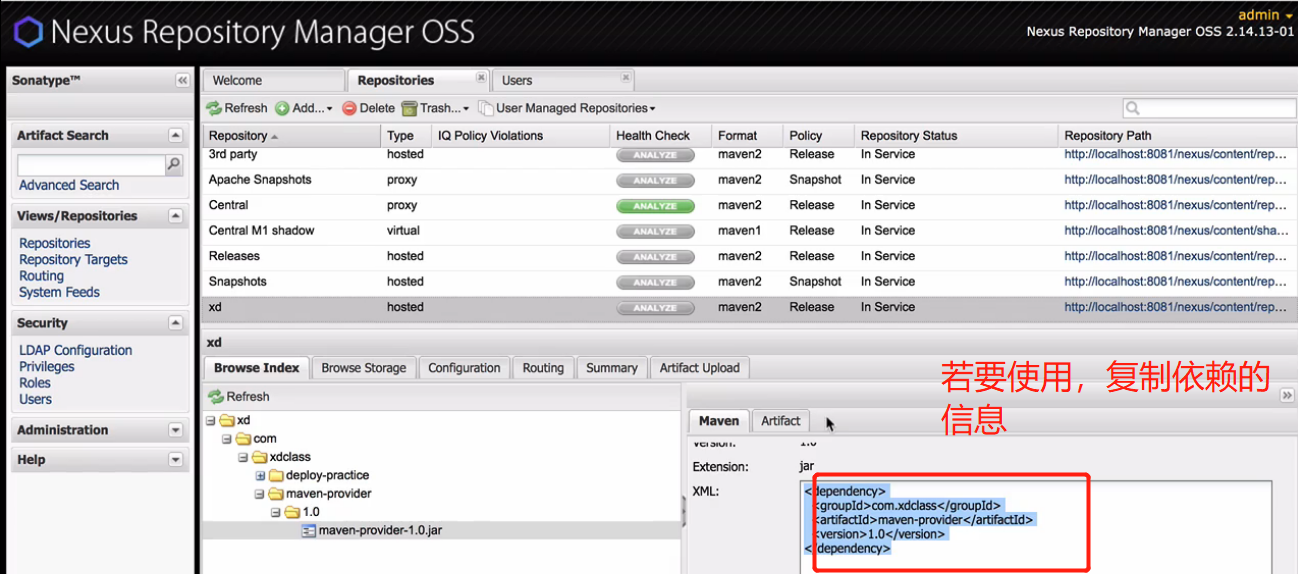 Nexus Repository Manager OSS
admin
Nexus Repository Manager OSS 2.14.13-01
Sonatype™
Welcome
Repositories
Users
Refresh Add... Delete Trash... User Managed Repositories
Artifact Search
Advanced Search
Views/Repositories
Repositories
Repository Targets
Routing
System Feeds
Security
LDAP Configuration
Privileges
Roles
Users
Administration
Help
Repository Type IQ Policy Violations Health Check Format Policy Repository Status Repository Path
3rd party hosted ANALYZE maven2 Release In Service http://localhost:8081/nexus/content/rep...
Apache Snapshots proxy ANALYZE maven2 Snapshot In Service http://localhost:8081/nexus/content/rep...
Central proxy ANALYZE maven2 Release In Service http://localhost:8081/nexus/content/rep...
Central M1 shadow virtual ANALYZE maven1 Release In Service http://localhost:8081/nexus/content/sha...
Releases hosted ANALYZE maven2 Release In Service http://localhost:8081/nexus/content/rep...
Snapshots hosted ANALYZE maven2 Snapshot In Service http://localhost:8081/nexus/content/rep...
xd hosted ANALYZE maven2 Release In Service http://localhost:8081/nexus/content/rep...
xd
Browse Index Browse Storage Configuration Routing Summary Artifact Upload
Refresh
xd
com
xdclass
deploy-practice
maven-provider
1.0
maven-provider-1.0.jar
若要使用，复制依赖的
信息
Maven Artifact
Version: 1.0
Extension: jar
XML:
<dependency>
<groupId>com.xdclass</groupId>
<artifactId>maven-provider</artifactId>
<version>1.0</version>
</dependency>